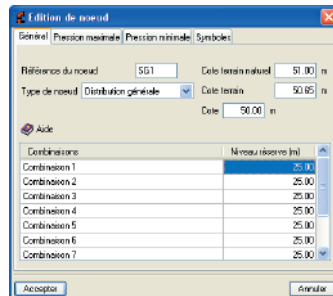 Edition de noeud
Général Pression maximale Pression minimale Symboles
Référence du noeud SG1 Cote terrain naturel 51.00 m
Type de noeud Distribution générale Cote terrain 50.65 m
Cote 50.00 m
Aide
Combinaisons Niveau réserve (m)
Combinaison 1 25.00
Combinaison 2 25.00
Combinaison 3 25.00
Combinaison 4 25.00
Combinaison 5 25.00
Combinaison 6 25.00
Combinaison 7 25.00
Accepter Annuler